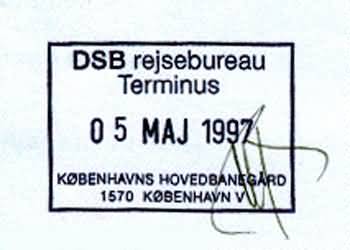 DSB rejsebureau
Terminus
05 MAJ 1997
KØBENHAVNS HOVEDBANEGÅRD
1570 KØBENHAVN V